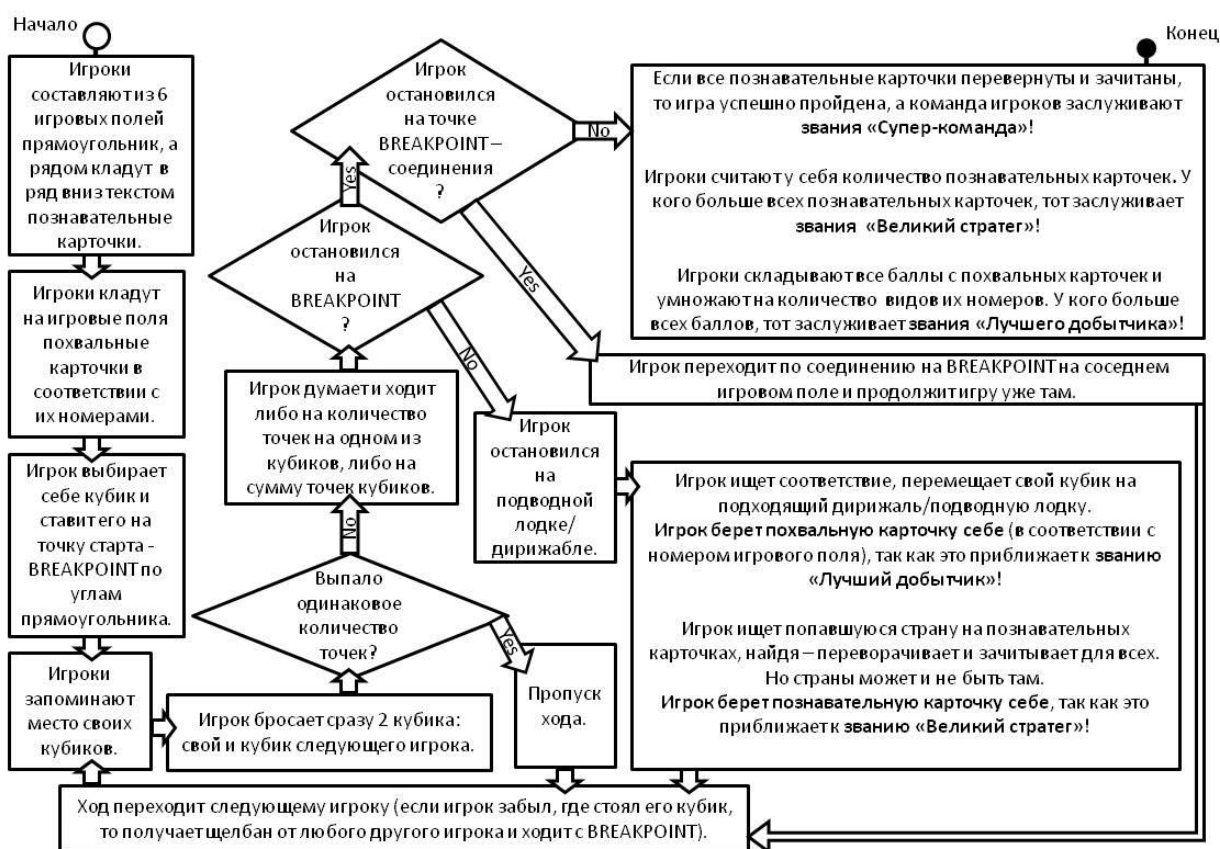 Начало
Игроки
составляют из 6
игровых полей
прямоугольник, а
рядом кладут в
ряд вниз текстом
познавательные
карточки.
Игроки кладут
на игровые поля
похвальные
карточки в
соответствии с
их номерами.
Игрок выбирает
себе кубик и
ставит его на
точку старта -
BREAKPOINT по
углам
прямоугольника.
Игроки
запоминают
место своих
кубиков.
Игрок бросает сразу 2 кубика:
свой и кубик следующего игрока.
Выпало
одинаковое
количество
точек?
No
Yes
Пропуск
хода.
Игрок думает и ходит
либо на количество
точек на одном из
кубиков, либо на
сумму точек кубиков.
Игрок
остановился
на
BREAKPOINT
?
Yes
No
Игрок
остановился
на точке
BREAKPOINT –
соединения
?
No
Yes
Игрок
остановился
на
подводной
лодке/
дирижабле.
Конец
Если все познавательные карточки перевернуты и зачитаны,
то игра успешно пройдена, а команда игроков заслуживают
звания «Супер-команда»!
Игроки считают у себя количество познавательных карточек. У
кого больше всех познавательных карточек, тот заслуживает
звания «Великий стратег»!
Игроки складывают все баллы с похвальных карточек и
умножают на количество видов их номеров. У кого больше
всех баллов, тот заслуживает звания «Лучшего добытчика»!
Игрок переходит по соединению на BREAKPOINT на соседнем
игровом поле и продолжит игру уже там.
Игрок ищет соответствие, перемещает свой кубик на
подходящий дирижаль/подводную лодку.
Игрок берет похвальную карточку себе (в соответствии с
номером игрового поля), так как это приближает к званию
«Лучший добытчик»!
Игрок ищет попавшуюся страну на познавательных
карточках, найдя – переворачивает и зачитывает для всех.
Но страны может и не быть там.
Игрок берет познавательную карточку себе, так как это
приближает к званию «Великий стратег»!
Ход переходит следующему игроку (если игрок забыл, где стоял его кубик,
то получает щелбан от любого другого игрока и ходит с BREAKPOINT).